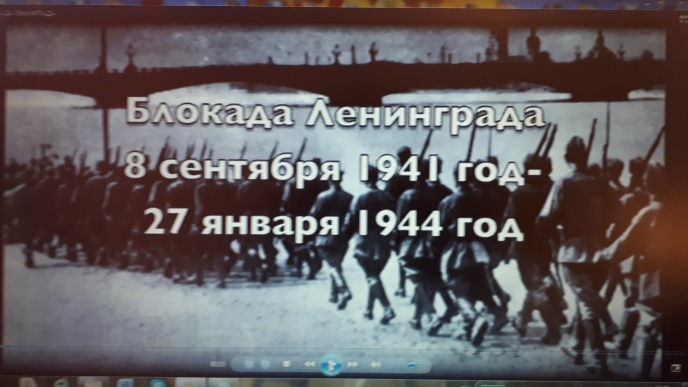 Блокада Ленинграда
8 сентября 1941 год-
27 января 1944 год